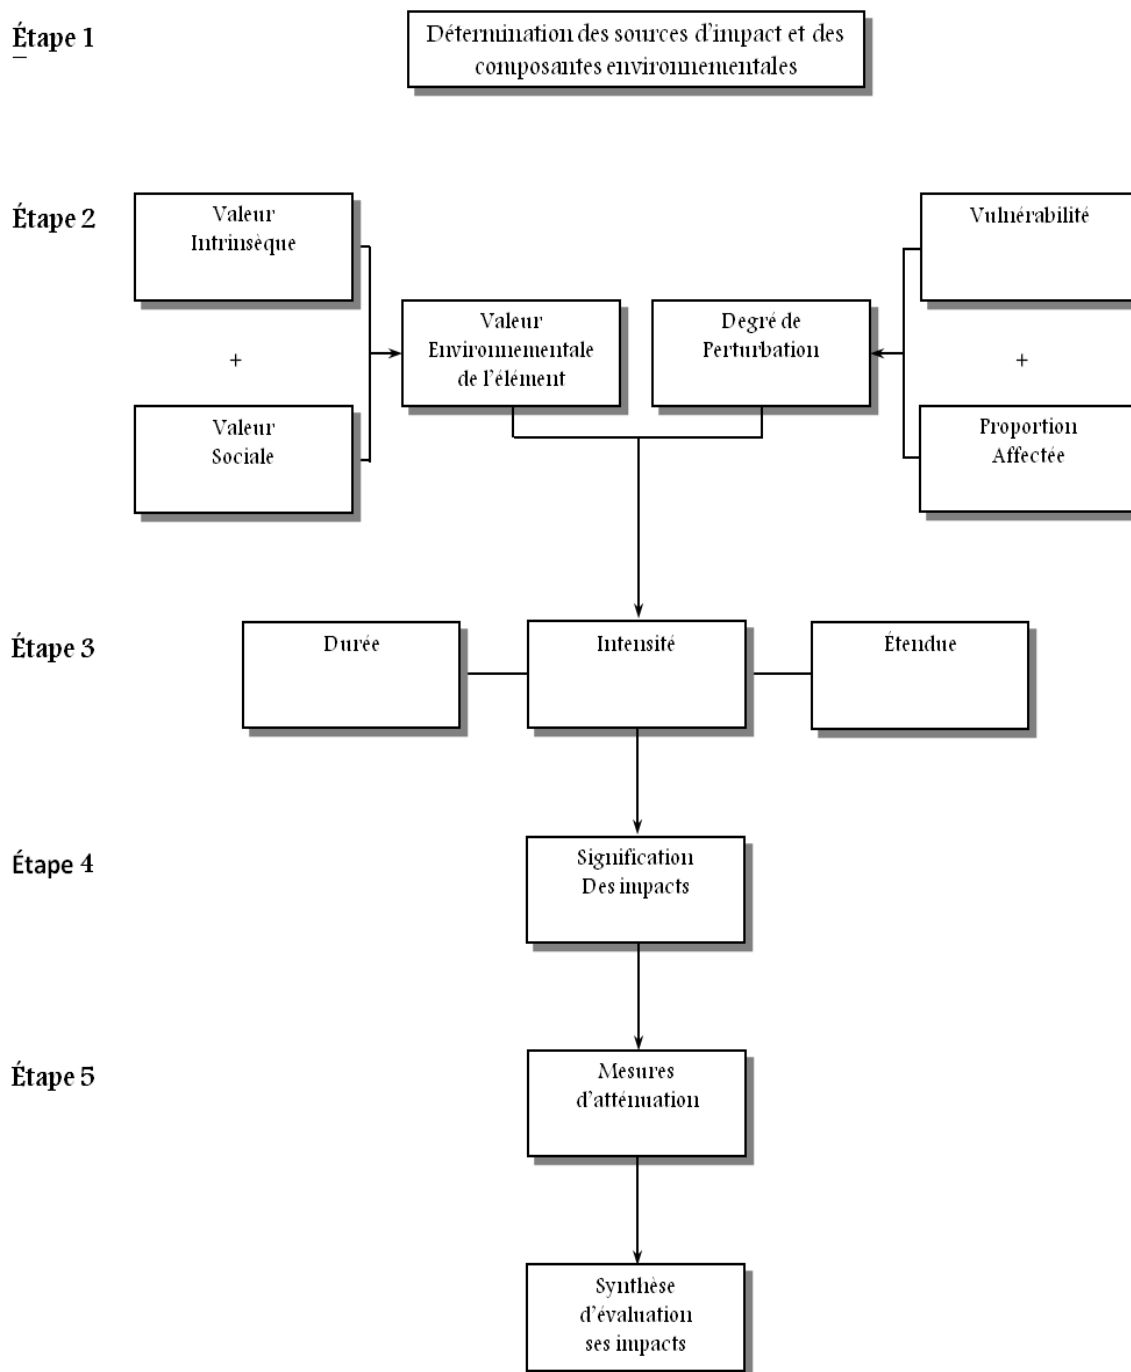 Étape 1
Détermination des sources d'impact et des
composantes environnementales
Étape 2
Valeur
Intrinsèque
Vulnérabilité
Valeur
Environnementale
de l'élément
Degré de
Perturbation
+
+
Valeur
Sociale
Proportion
Affectée
Étape 3
Durée
Intensité
Étendue
Étape 4
Signification
Des impacts
Étape 5
Mesures
d'atténuation
Synthèse
d'évaluation
ses impacts